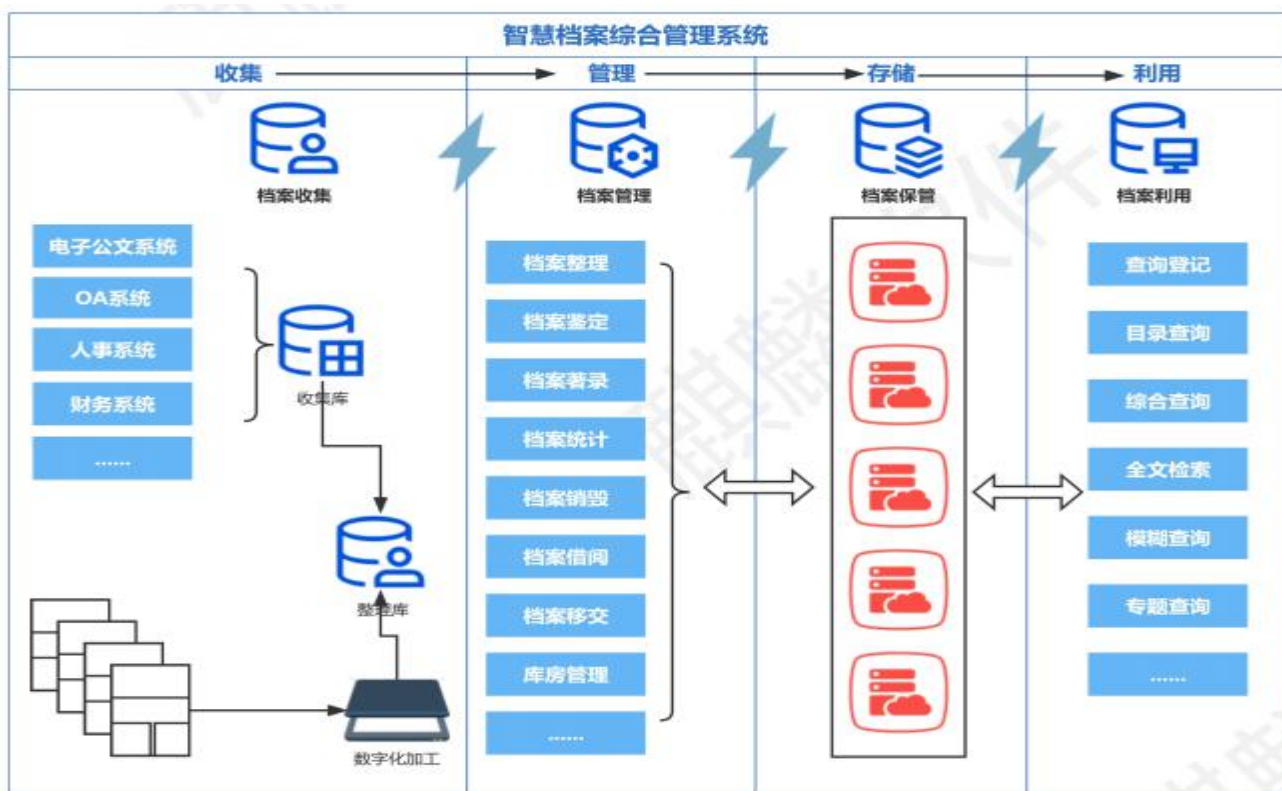 智慧档案综合管理系统
收集
管理
存储
利用
档案收集
档案管理
档案保管
档案利用
电子公文系统
OA系统
人事系统
财务系统
......
收集库
整理库
数字化加工
档案整理
档案鉴定
档案著录
档案统计
档案销毁
档案借阅
档案移交
库房管理
......
查询登记
目录查询
综合查询
全文检索
模糊查询
专题查询
......